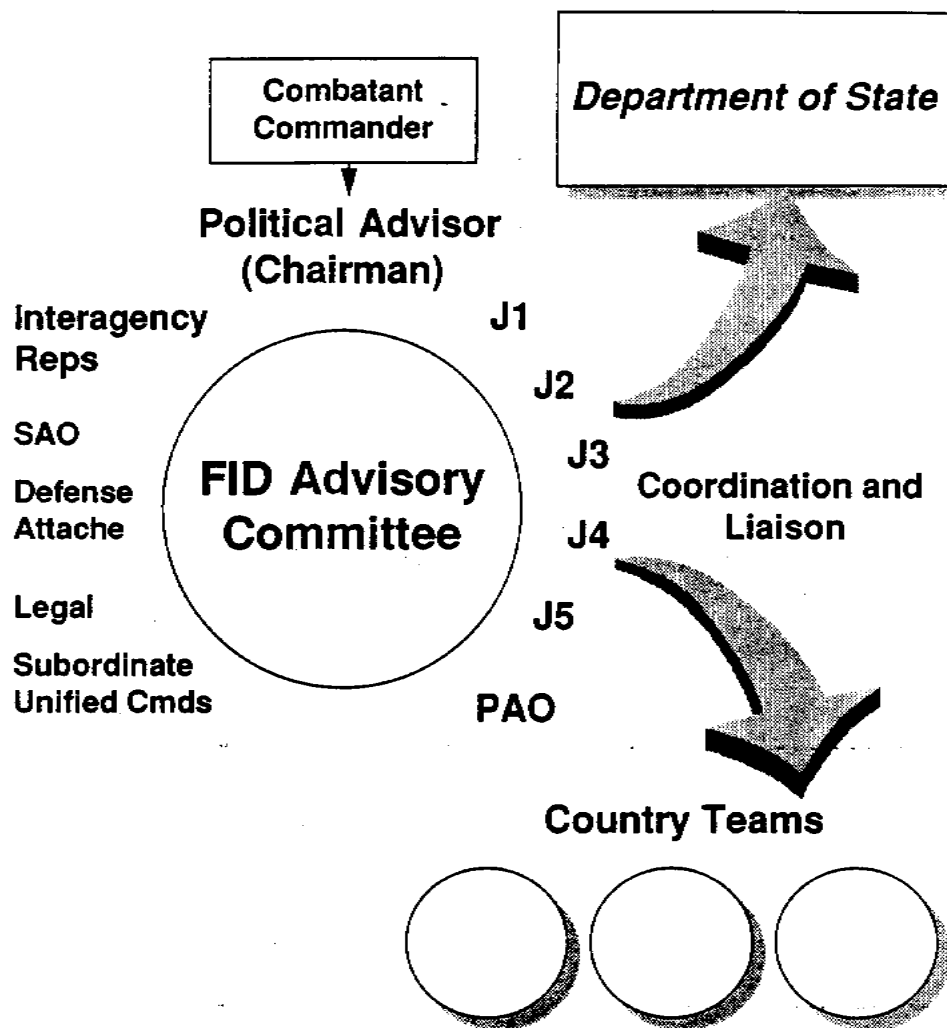 Combatant
Commander
Department of State
Political Advisor
(Chairman)
Interagency
Reps
SAO
Defense
Attache
Legal
Subordinate
Unified Cmds
FID Advisory
Committee
J1
J2
J3
J4
J5
PAO
Coordination and
Liaison
Country Teams